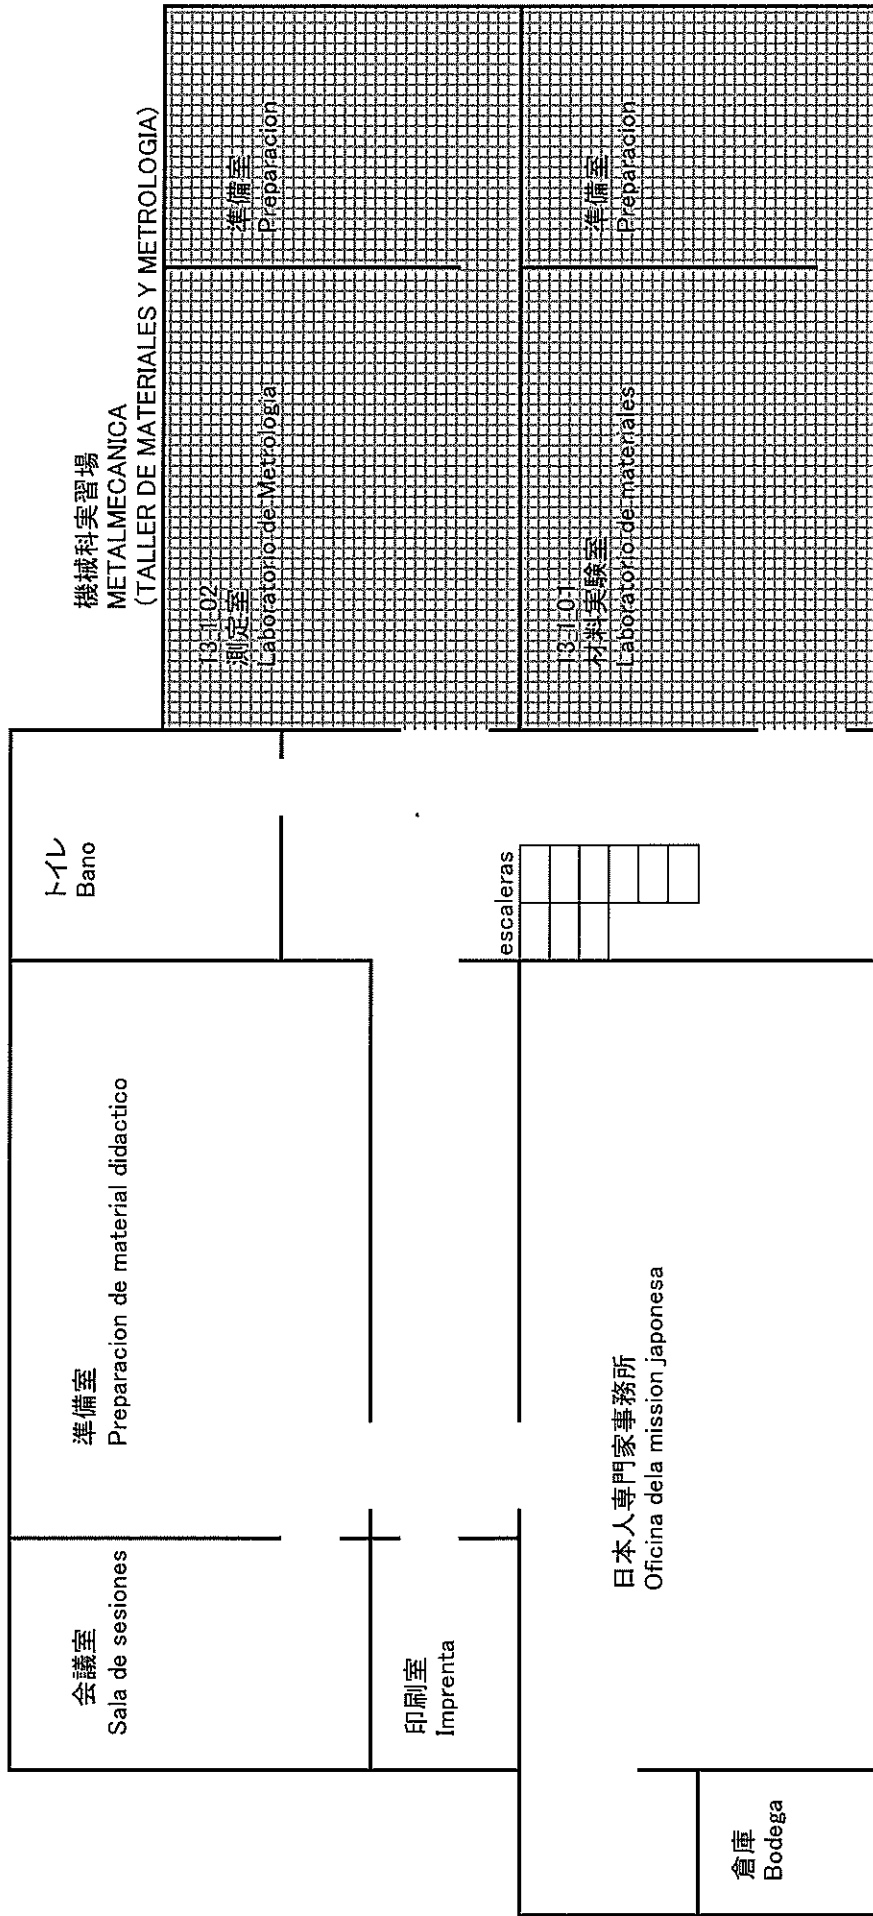 機械科実習場
METALMECANICA
(TALLER DE MATERIALES Y METROLOGIA)
会議室
Sala de sesiones
準備室
Preparacion de material didactico
トイレ
Bano
13-1-02
測定室
Laboratorio de Metrologia
準備室
Preparacion
印刷室
Imprenta
escaleras
13-1-01
材料実験室
Laboratorio de materiales
準備室
Preparacion
日本人専門家事務所
Oficina dela mission japonesa
倉庫
Bodega